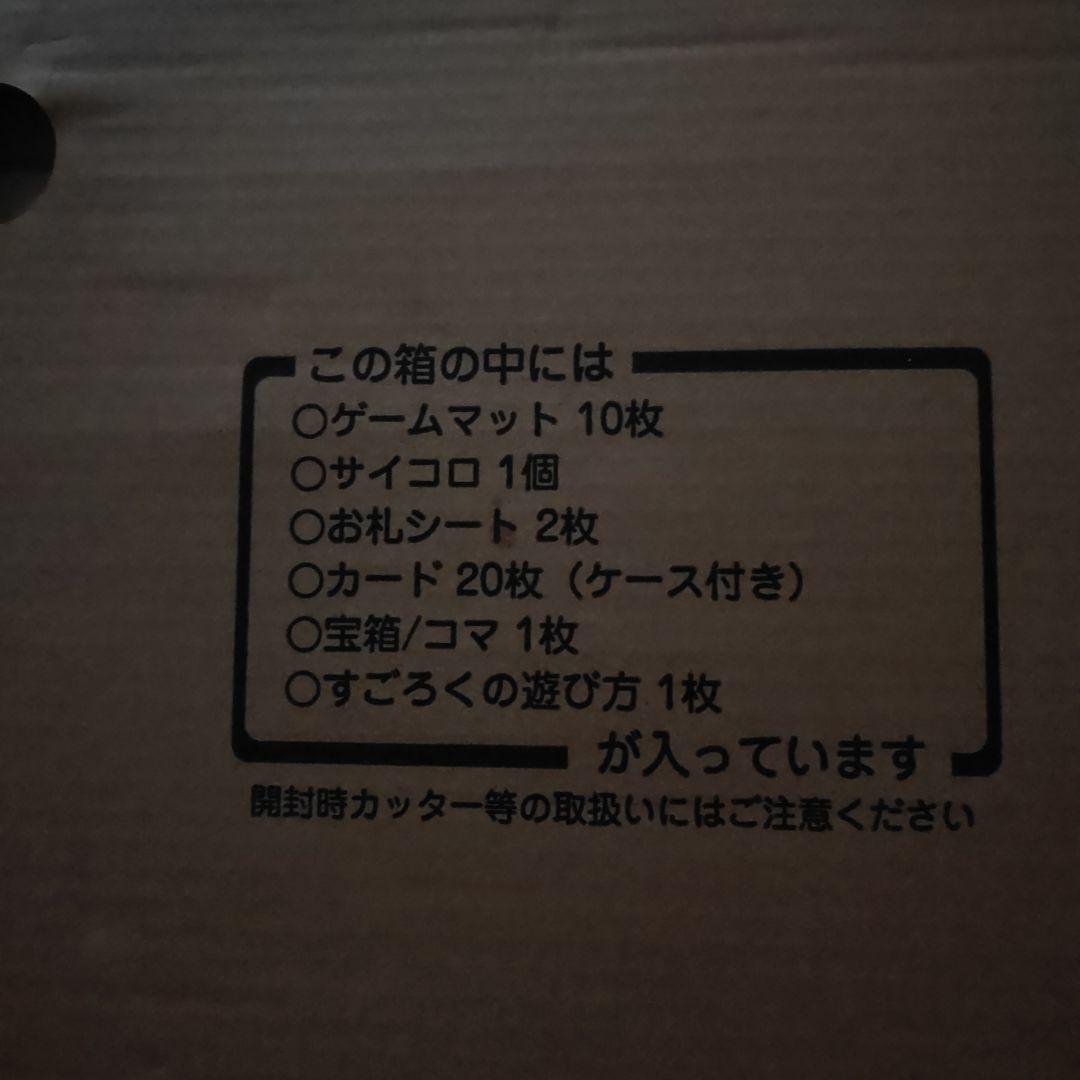 この箱の中には
○ゲームマット 10枚
○サイコロ 1個
○お札シート 2枚
○カード 20枚（ケース付き）
○宝箱/コマ 1枚
○すごろくの遊び方 1枚
が入っています
開封時カッター等の取扱いにはご注意ください